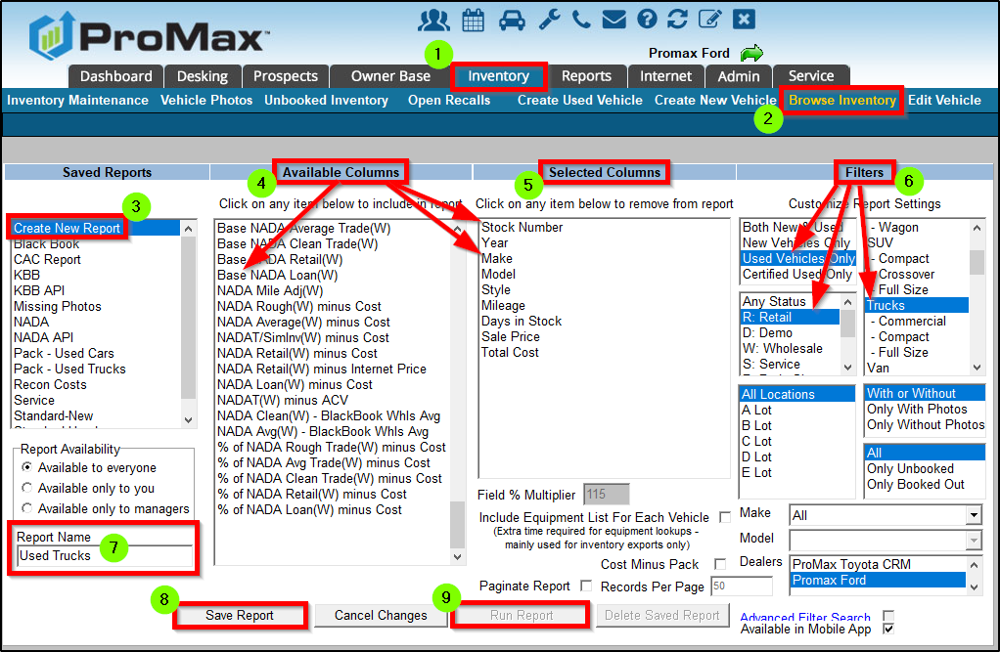 ProMax™
Promax Ford
1
Dashboard Desking Prospects Owner Base Inventory Reports Internet Admin Service
Inventory Maintenance Vehicle Photos Unbooked Inventory Open Recalls Create Used Vehicle Create New Vehicle Browse Inventory Edit Vehicle
2
Saved Reports
3
Create New Report
Black Book
CAC Report
KBB
KBB API
Missing Photos
NADA
NADA API
Pack - Used Cars
Pack - Used Trucks
Recon Costs
Service
Standard-New
Report Availability
Available to everyone
Available only to you
Available only to managers
Report Name
Used Trucks
7
4
Available Columns
Click on any item below to include in report
Base NADA Average Trade(W)
Base NADA Clean Trade(W)
Base NADA Retail(W)
Base NADA Loan(W)
NADA Mile Adj(W)
NADA Rough(W) minus Cost
NADA Average(W) minus Cost
NADAT/SimInv(W) minus Cost
NADA Retail(W) minus Cost
NADA Retail(W) minus Internet Price
NADA Loan(W) minus Cost
NADAT(W) minus ACV
NADA Clean(W) - BlackBook Whls Avg
NADA Avg(W) - BlackBook Whls Avg
% of NADA Rough Trade(W) minus Cost
% of NADA Avg Trade(W) minus Cost
% of NADA Clean Trade(W) minus Cost
% of NADA Retail(W) minus Cost
% of NADA Loan(W) minus Cost
5
Selected Columns
Click on any item below to remove from report
Stock Number
Year
Make
Model
Style
Mileage
Days in Stock
Sale Price
Total Cost
Field % Multiplier 115
Include Equipment List For Each Vehicle
(Extra time required for equipment lookups -
mainly used for inventory exports only)
Cost Minus Pack
Paginate Report Records Per Page 50
Filters
6
Customize Report Settings
Both New & Used
New Vehicles Only
Used Vehicles Only
Certified Used Only
Any Status
R: Retail
D: Demo
W: Wholesale
S: Service
All Locations
A Lot
B Lot
C Lot
D Lot
E Lot
- Wagon
SUV
- Compact
Crossover
Full Size
Trucks
- Commercial
- Compact
- Full Size
Van
With or Without
Only With Photos
Only Without Photos
All
Only Unbooked
Only Booked Out
Make All
Model
Dealers ProMax Toyota CRM
Promax Ford
Advanced Filter Search
Available in Mobile App
8
Save Report
Cancel Changes
9
Run Report
Delete Saved Report